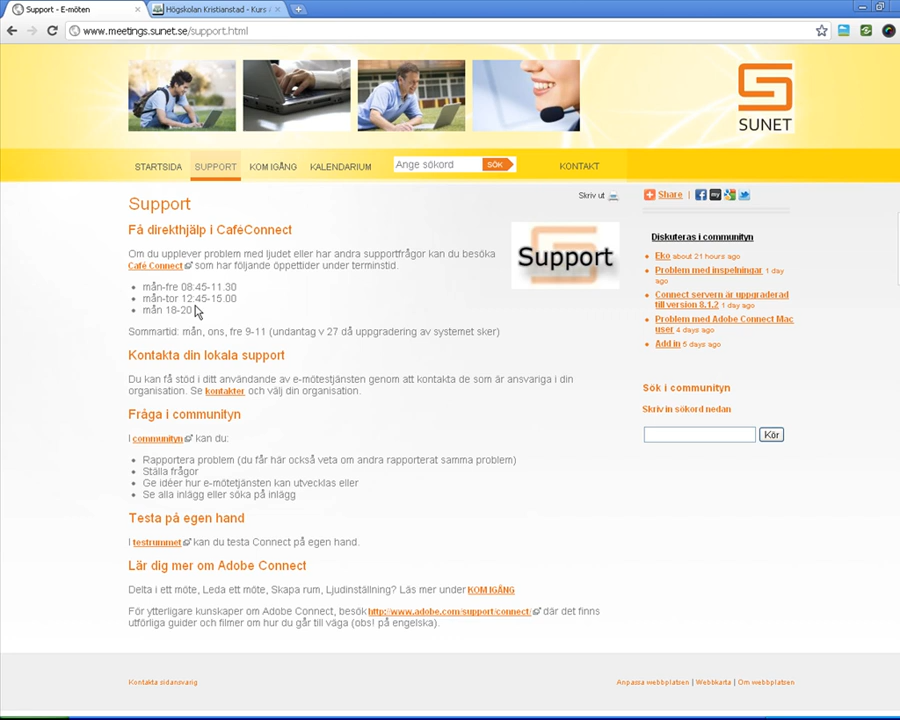 Support - E-möten
Högskolan Kristianstad - Kurs
www.meetings.sunet.se/support.html
SUNET
STARTSIDA
SUPPORT
KOM IGÅNG
KALENDARIUM
Ange sökord
SÖK
KONTAKT
Skriv ut
Share
Support
Få direkthjälp i CaféConnect
Om du upplever problem med ljudet eller har andra supportfrågor kan du besöka
Café Connect som har följande öppettider under terminstid.
mån-fre 08:45-11.30
mån-tor 12:45-15.00
mån 18-20
Sommartid: mån, ons, fre 9-11 (undantag v 27 då uppgradering av systemet sker)
Support
Kontakta din lokala support
Du kan få stöd i ditt användande av e-mötestjänsten genom att kontakta de som är ansvariga i din
organisation. Se kontakter och välj din organisation.
Fråga i communityn
I communityn kan du:
Rapportera problem (du får här också veta om andra rapporterat samma problem)
Ställa frågor
Ge idéer hur e-mötetjänsten kan utvecklas eller
Se alla inlägg eller söka på inlägg
Testa på egen hand
I testrummet kan du testa Connect på egen hand.
Lär dig mer om Adobe Connect
Delta i ett möte, Leda ett möte, Skapa rum, Ljudinställning? Läs mer under KOM IGÅNG
För ytterligare kunskaper om Adobe Connect, besök http://www.adobe.com/support/connect/ där det finns
utförliga guider och filmer om hur du går till väga (obs! på engelska).
Diskuteras i communityn
Eko about 21 hours ago
Problem med inspelningar 1 day
ago
Connect servern är uppgraderad
till version 8.1.2 1 day ago
Problem med Adobe Connect Mac
user 4 days ago
Add in 5 days ago
Sök i communityn
Skriv in sökord nedan
Kör
Kontakta sidansvarig
Anpassa webbplatsen | Webbkarta | Om webbplatsen